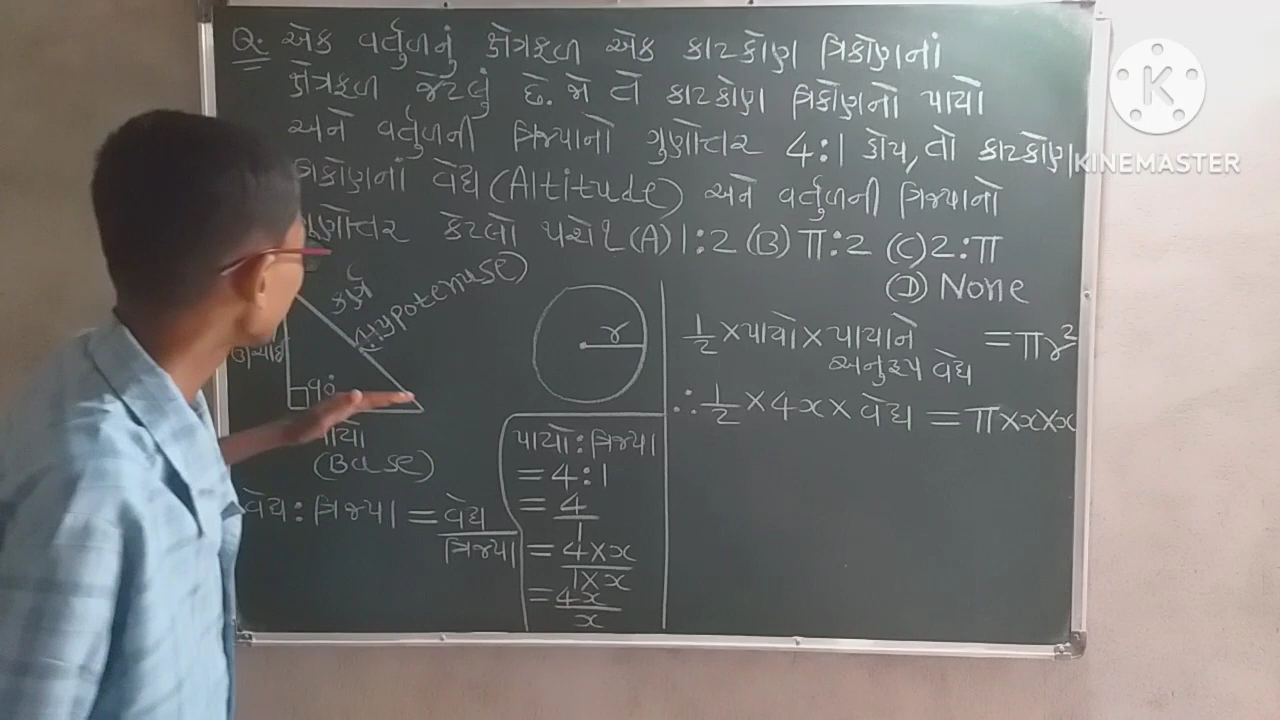 Q: એક વર્તુળનું ક્ષેત્રફળ એક કાટકોણ ત્રિકોણનાં
ક્ષેત્રફળ જેટલું છે. જો તે કાટકોણ ત્રિકોણનો પાયો
અને વર્તુળની ત્રિજ્યાનો ગુણોત્તર 4:1 હોય, તો કાટકોણ
ત્રિકોણનાં વેધ (Altitude) અને વર્તુળની ત્રિજ્યાનો
ગુણોત્તર કેટલો થશે? (A) 1:2 (B) π:2 (C) 2:π
(D) None
K
KINEMASTER
કર્ણ
(Hypotenuse)
ઊંચાઈ
90°
પાયો
(Base)
r
વેધ : ત્રિજ્યા = વેધ
ત્રિજ્યા
પાયો : ત્રિજ્યા
= 4:1
= 4
1
= 4 × x
1 × x
= 4x
x
1/2 × પાયો × પાયાને = πr²
અનુરૂપ વેધ
∴ 1/2 × 4x × વેધ = π × x × x